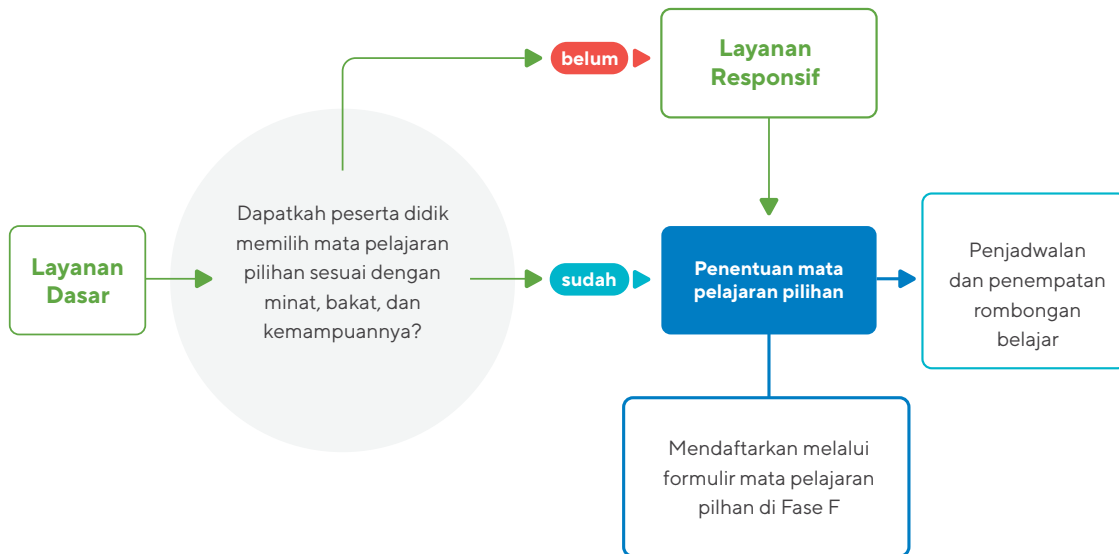 Layanan
Dasar
Dapatkah peserta didik
memilih mata pelajaran
pilihan sesuai dengan
minat, bakat, dan
kemampuannya?
belum
Layanan
Responsif
sudah
Penentuan mata
pelajaran pilihan
Penjadwalan
dan penempatan
rombongan
belajar
Mendaftarkan melalui
formulir mata pelajaran
pilhan di Fase F